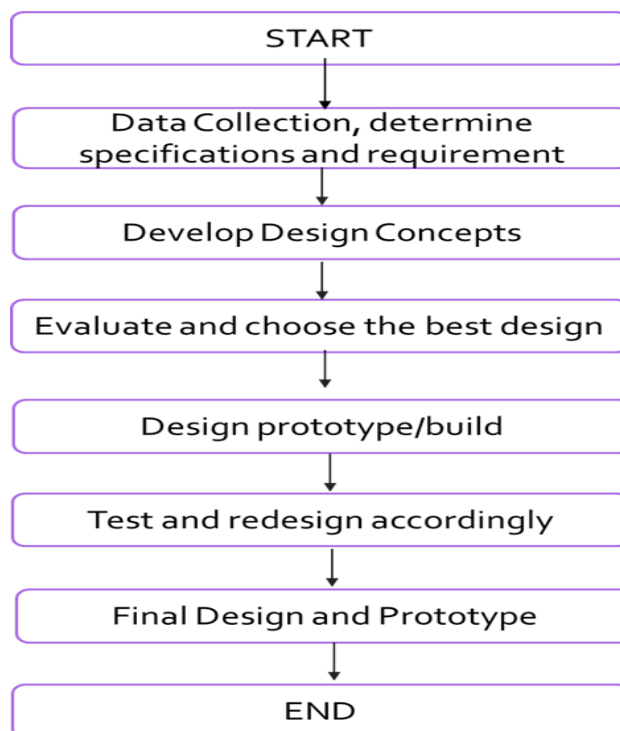 START
Data Collection, determine
specifications and requirement
Develop Design Concepts
Evaluate and choose the best design
Design prototype/build
Test and redesign accordingly
Final Design and Prototype
END